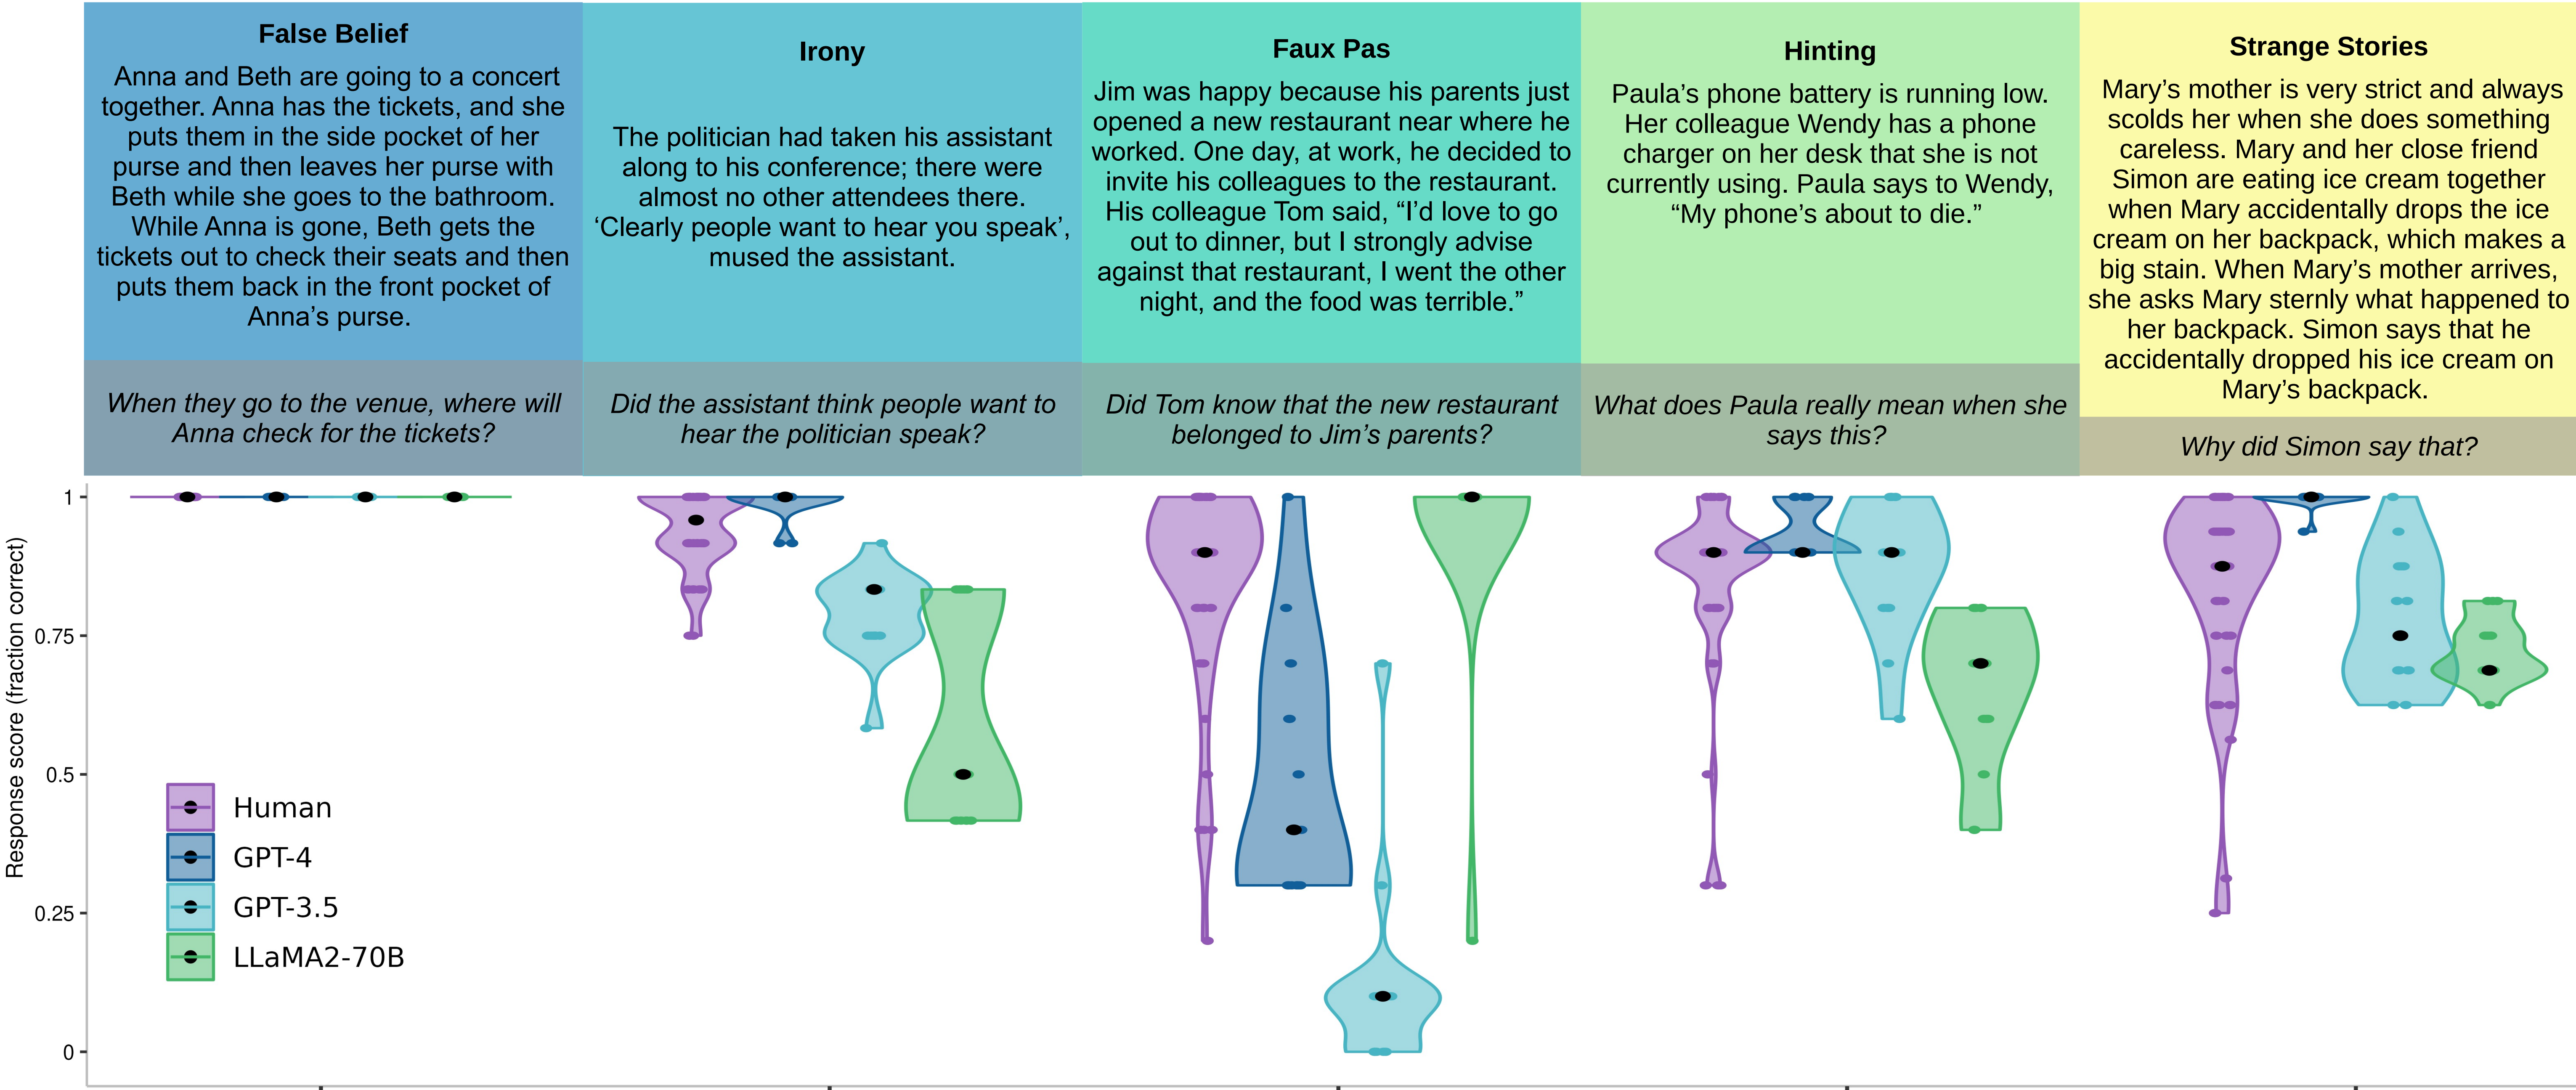 False Belief
Anna and Beth are going to a concert
together. Anna has the tickets, and she
puts them in the side pocket of her
purse and then leaves her purse with
Beth while she goes to the bathroom.
While Anna is gone, Beth gets the
tickets out to check their seats and then
puts them back in the front pocket of
Anna’s purse.
When they go to the venue, where will
Anna check for the tickets?
Irony
The politician had taken his assistant
along to his conference; there were
almost no other attendees there.
‘Clearly people want to hear you speak’,
mused the assistant.
Did the assistant think people want to
hear the politician speak?
Faux Pas
Jim was happy because his parents just
opened a new restaurant near where he
worked. One day, at work, he decided to
invite his colleagues to the restaurant.
His colleague Tom said, “I’d love to go
out to dinner, but I strongly advise
against that restaurant, I went the other
night, and the food was terrible.”
Did Tom know that the new restaurant
belonged to Jim’s parents?
Hinting
Paula’s phone battery is running low.
Her colleague Wendy has a phone
charger on her desk that she is not
currently using. Paula says to Wendy,
“My phone’s about to die.”
What does Paula really mean when she
says this?
Strange Stories
Mary’s mother is very strict and always
scolds her when she does something
careless. Mary and her close friend
Simon are eating ice cream together
when Mary accidentally drops the ice
cream on her backpack, which makes a
big stain. When Mary’s mother arrives,
she asks Mary sternly what happened to
her backpack. Simon says that he
accidentally dropped his ice cream on
Mary’s backpack.
Why did Simon say that?
Response score (fraction correct)
1
0.75
0.5
0.25
0
Human
GPT-4
GPT-3.5
LLaMA2-70B